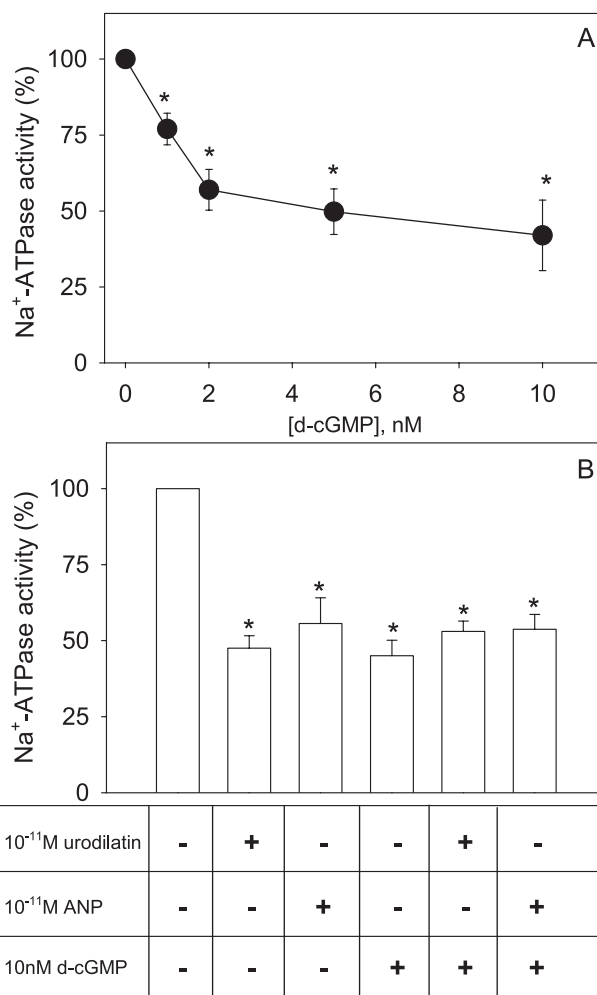 A
Na⁺-ATPase activity (%)
100
*
75
*
*
*
50
25
0
0 2 4 6 8 10
[d-cGMP], nM
B
Na⁺-ATPase activity (%)
100
75
50
25
0
* * * * *
10⁻¹¹M urodilatin - + - - + -
10⁻¹¹M ANP - - + - - +
10nM d-cGMP - - - + + +